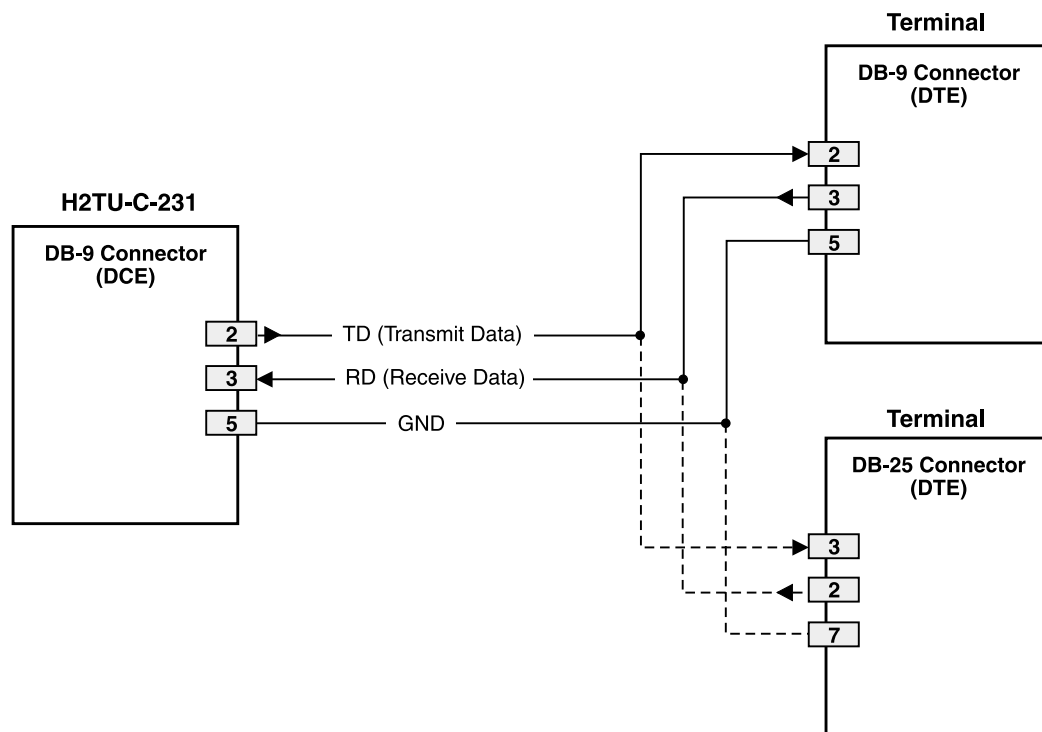 Terminal
DB-9 Connector
(DTE)
2
3
5
H2TU-C-231
DB-9 Connector
(DCE)
2
TD (Transmit Data)
3
RD (Receive Data)
5
GND
Terminal
DB-25 Connector
(DTE)
3
2
7